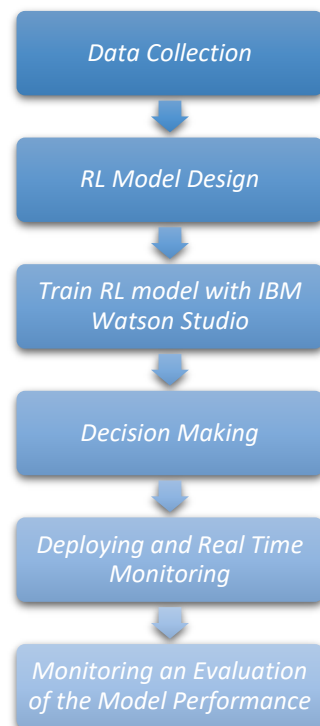 Data Collection
RL Model Design
Train RL model with IBM
Watson Studio
Decision Making
Deploying and Real Time
Monitoring
Monitoring an Evaluation
of the Model Performance